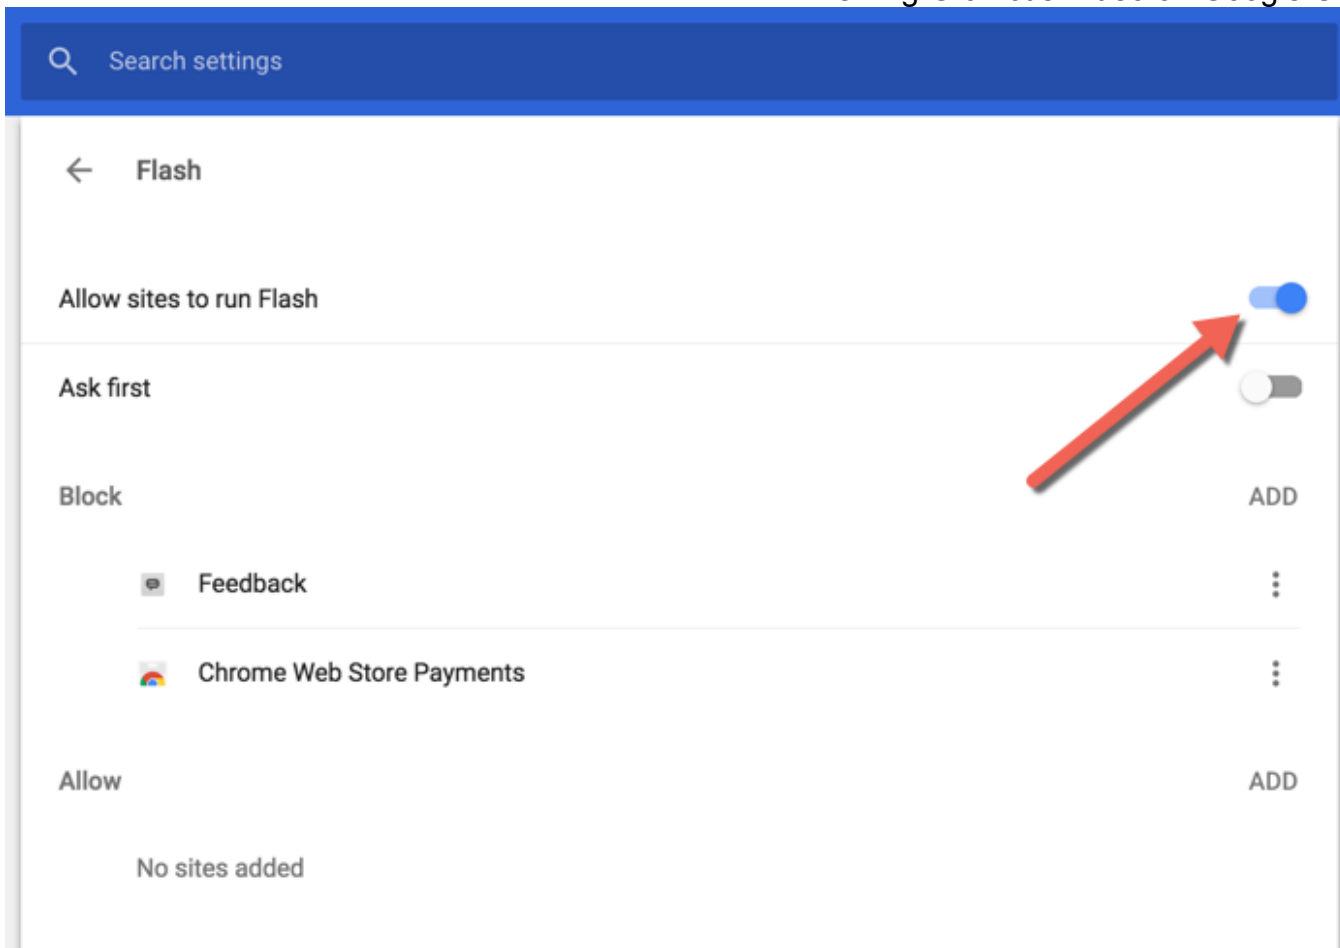 Search settings
Flash
Allow sites to run Flash
Ask first
Block ADD
Feedback
Chrome Web Store Payments
Allow ADD
No sites added